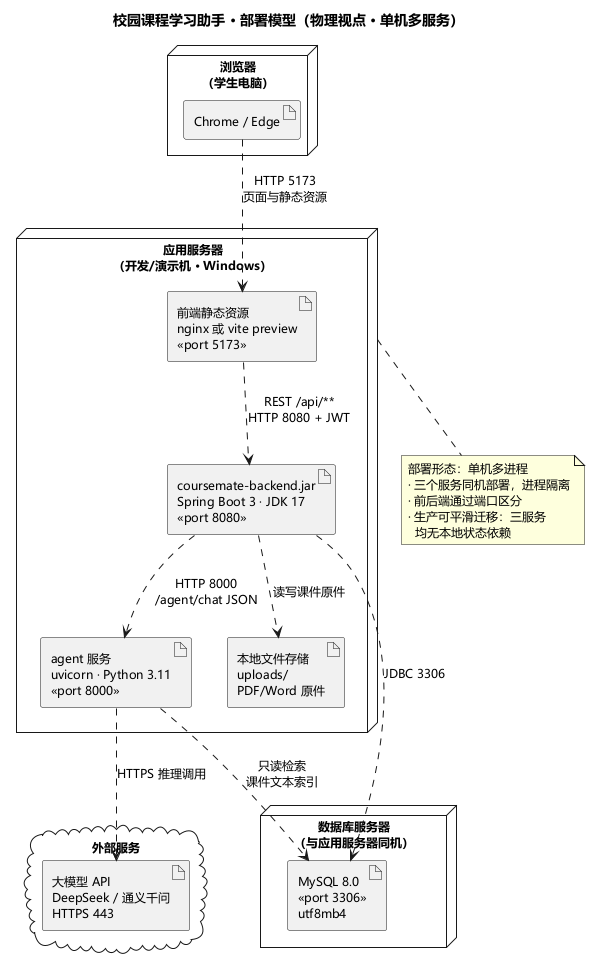 校园课程学习助手 · 部署模型（物理视点 · 单机多服务）
浏览器
（学生电脑）
Chrome / Edge
HTTP 5173
页面与静态资源
应用服务器
（开发/演示机 · Windows）
前端静态资源
nginx 或 vite preview
«port 5173»
REST /api/**
HTTP 8080 + JWT
coursemate-backend.jar
Spring Boot 3 · JDK 17
«port 8080»
部署形态：单机多进程
· 三个服务同机部署，进程隔离
· 前后端通过端口区分
· 生产可平滑迁移：三服务
均无本地状态依赖
HTTP 8000
/agent/chat JSON
读写课件原件
JDBC 3306
agent 服务
uvicorn · Python 3.11
«port 8000»
本地文件存储
uploads/
PDF/Word 原件
HTTPS 推理调用
只读检索
课件文本索引
外部服务
大模型 API
DeepSeek / 通义千问
HTTPS 443
数据库服务器
（与应用服务器同机）
MySQL 8.0
«port 3306»
utf8mb4